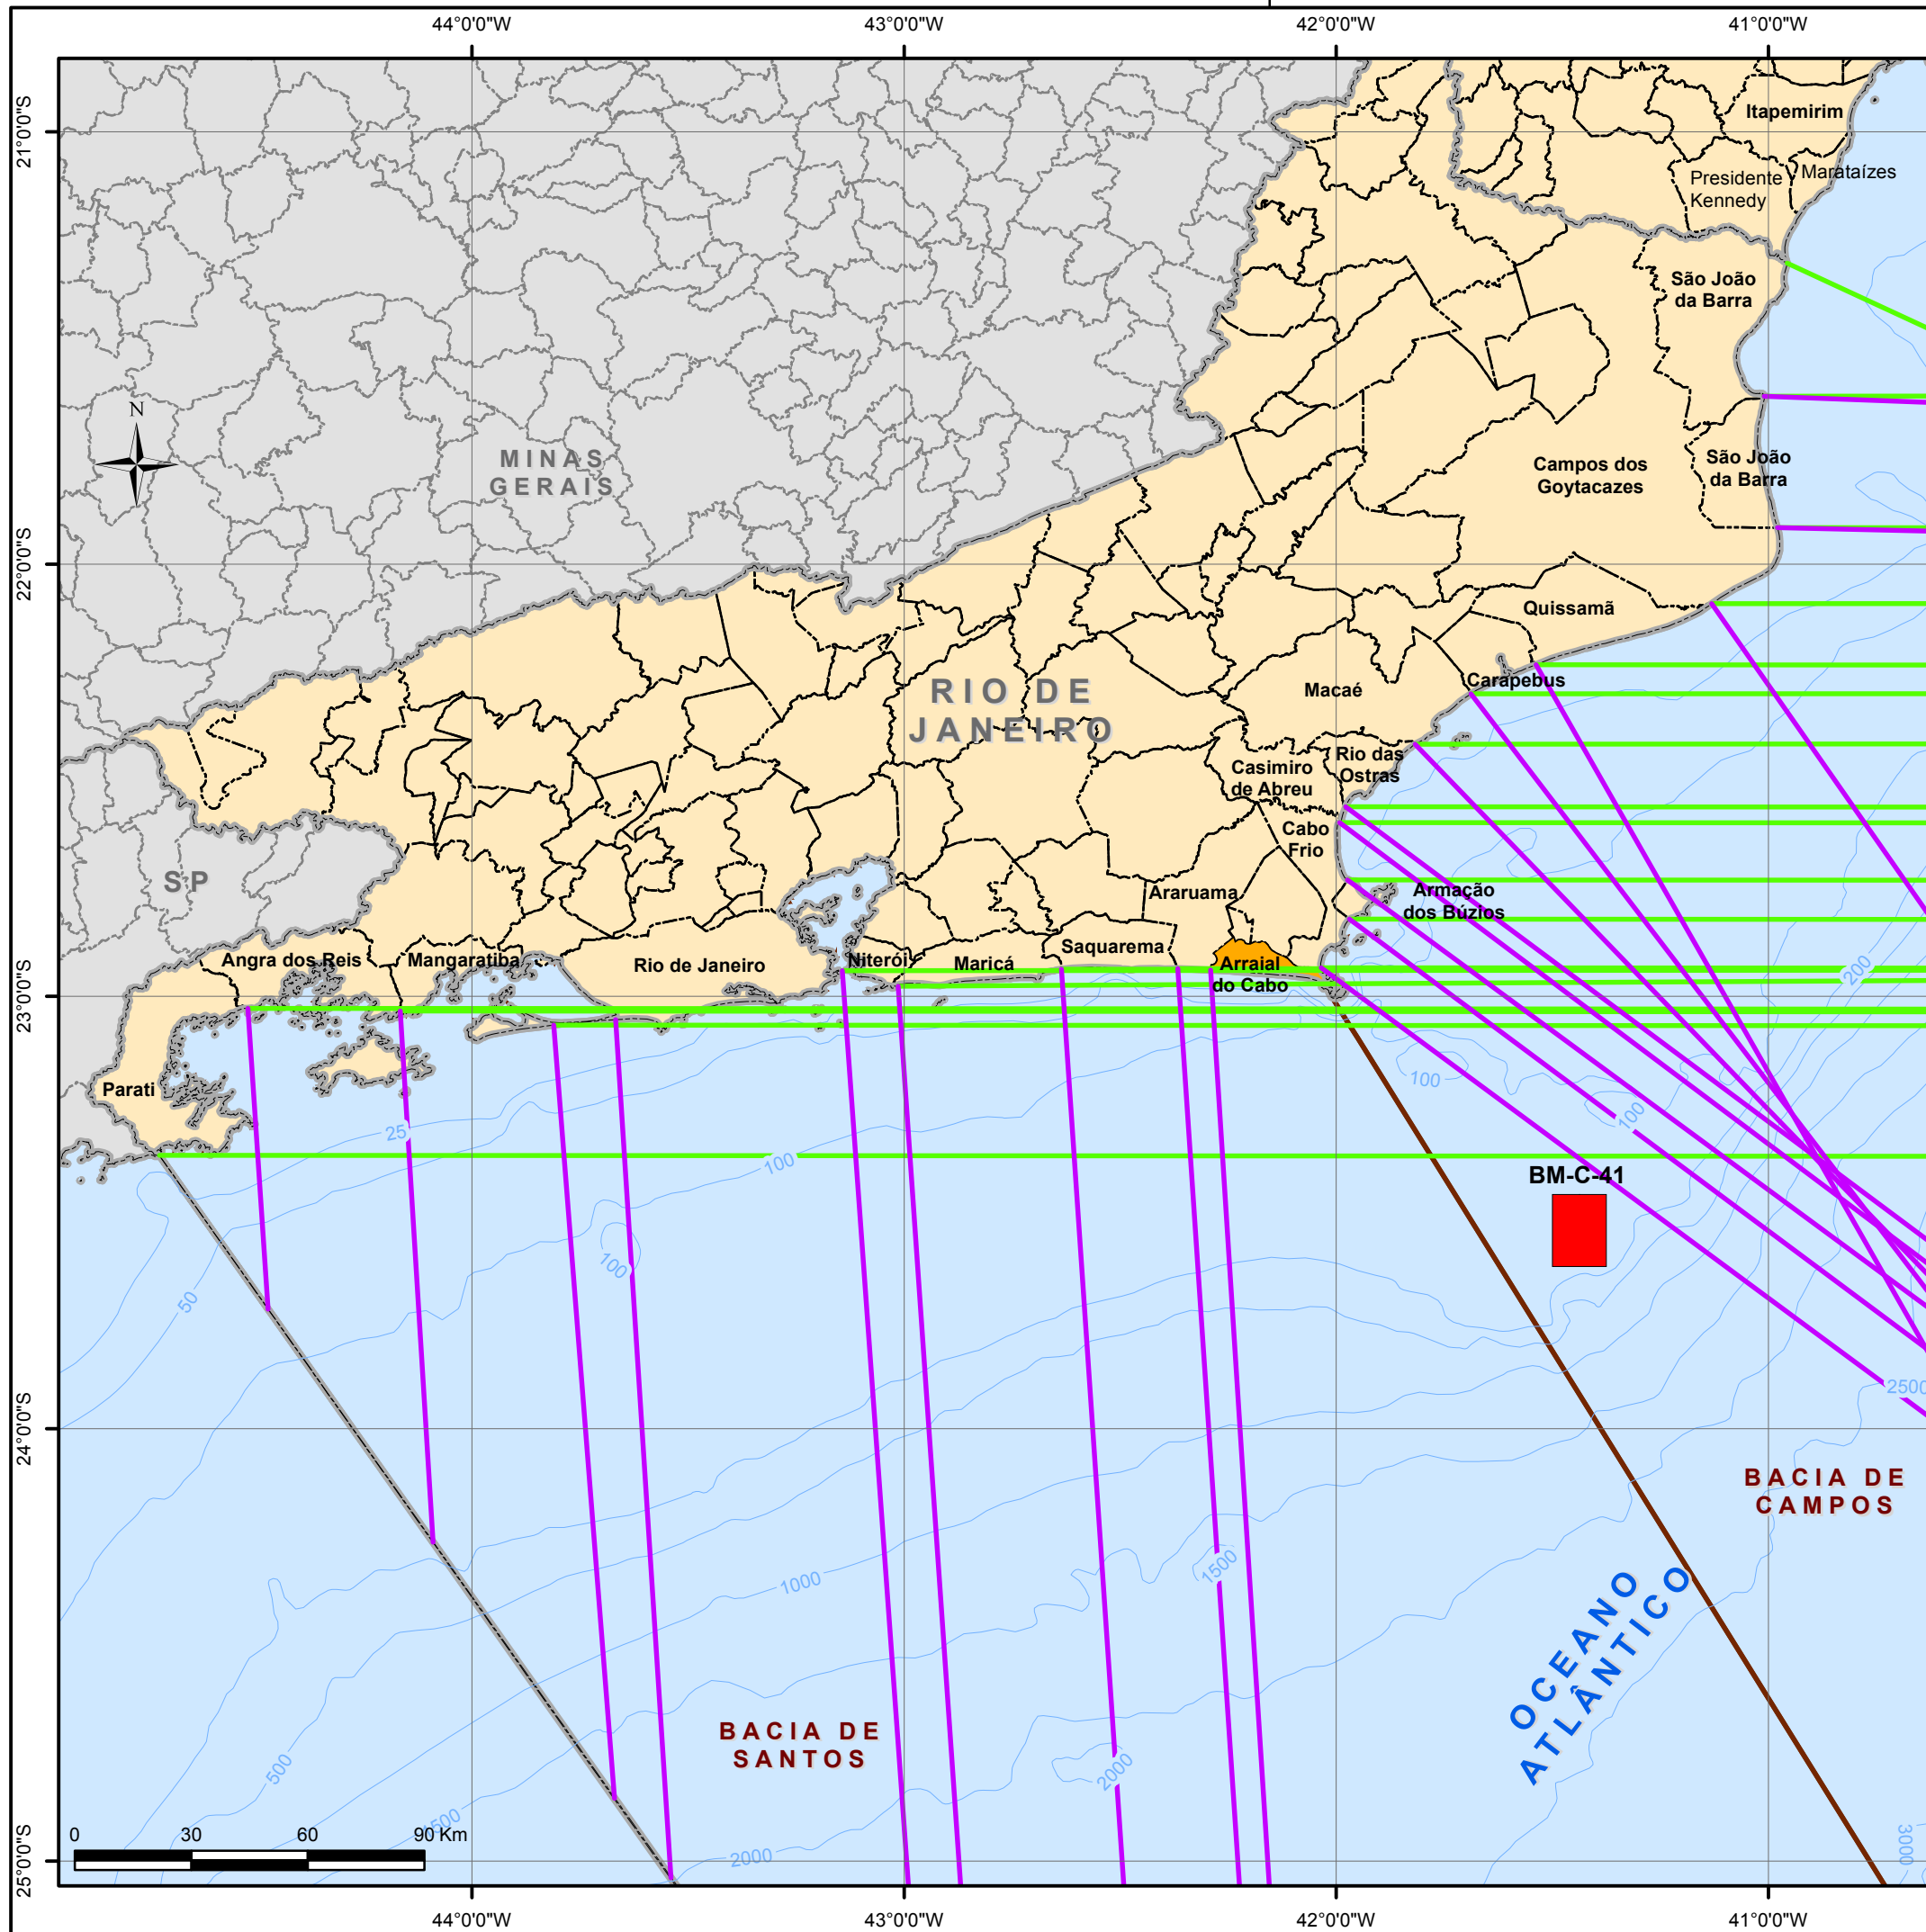 44°0'0"W
43°0'0"W
42°0'0"W
41°0'0"W
21°0'0"S
22°0'0"S
23°0'0"S
24°0'0"S
25°0'0"S
Itapemirim
Marataízes
Presidente
Kennedy
São João
da Barra
N
MINAS
GERAIS
Campos dos
Goytacazes
São João
da Barra
Quissamã
RIO DE
JANEIRO
Macaé
Carapebus
Rio das
Ostras
Casimiro
de Abreu
Cabo
Frio
SP
Araruama
Armação
dos Búzios
Angra dos Reis
Mangaratiba
Rio de Janeiro
Niterói
Maricá
Saquarema
Arraial
do Cabo
200
Parati
100
100
25
100
BM-C-41
100
50
2500
BACIA DE
CAMPOS
1000
1500
OCEANO
ATLÂNTICO
BACIA DE
SANTOS
500
2000
1500
2000
3000
0
30
60
90 Km
44°0'0"W
43°0'0"W
42°0'0"W
41°0'0"W